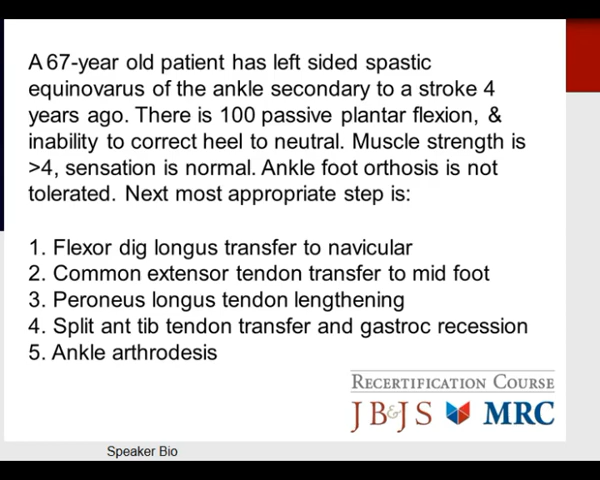 A 67-year old patient has left sided spastic
equinovarus of the ankle secondary to a stroke 4
years ago. There is 100 passive plantar flexion, &
inability to correct heel to neutral. Muscle strength is
>4, sensation is normal. Ankle foot orthosis is not
tolerated. Next most appropriate step is:
1. Flexor dig longus transfer to navicular
2. Common extensor tendon transfer to mid foot
3. Peroneus longus tendon lengthening
4. Split ant tib tendon transfer and gastroc recession
5. Ankle arthrodesis
RECERTIFICATION COURSE
JB&JS MRC
Speaker Bio